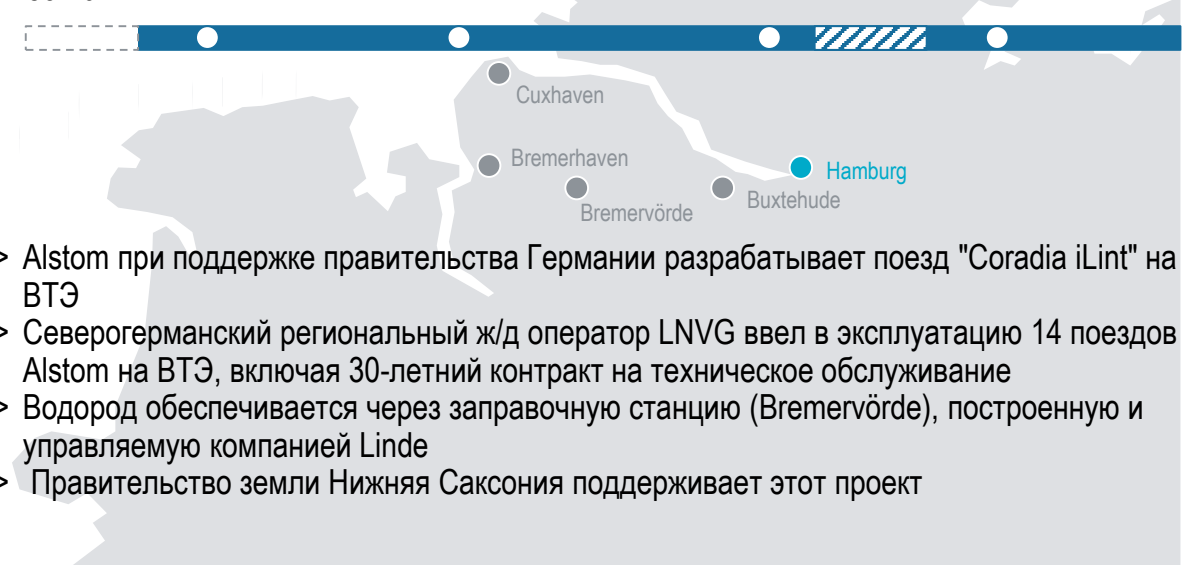 Cuxhaven
Bremerhaven
Hamburg
Bremervörde
Buxtehude
> Alstom при поддержке правительства Германии разрабатывает поезд "Coradia iLint" на
ВТЭ
> Северогерманский региональный ж/д оператор LNVG ввел в эксплуатацию 14 поездов
Alstom на ВТЭ, включая 30-летний контракт на техническое обслуживание
> Водород обеспечивается через заправочную станцию (Bremervörde), построенную и
управляемую компанией Linde
> Правительство земли Нижняя Саксония поддерживает этот проект